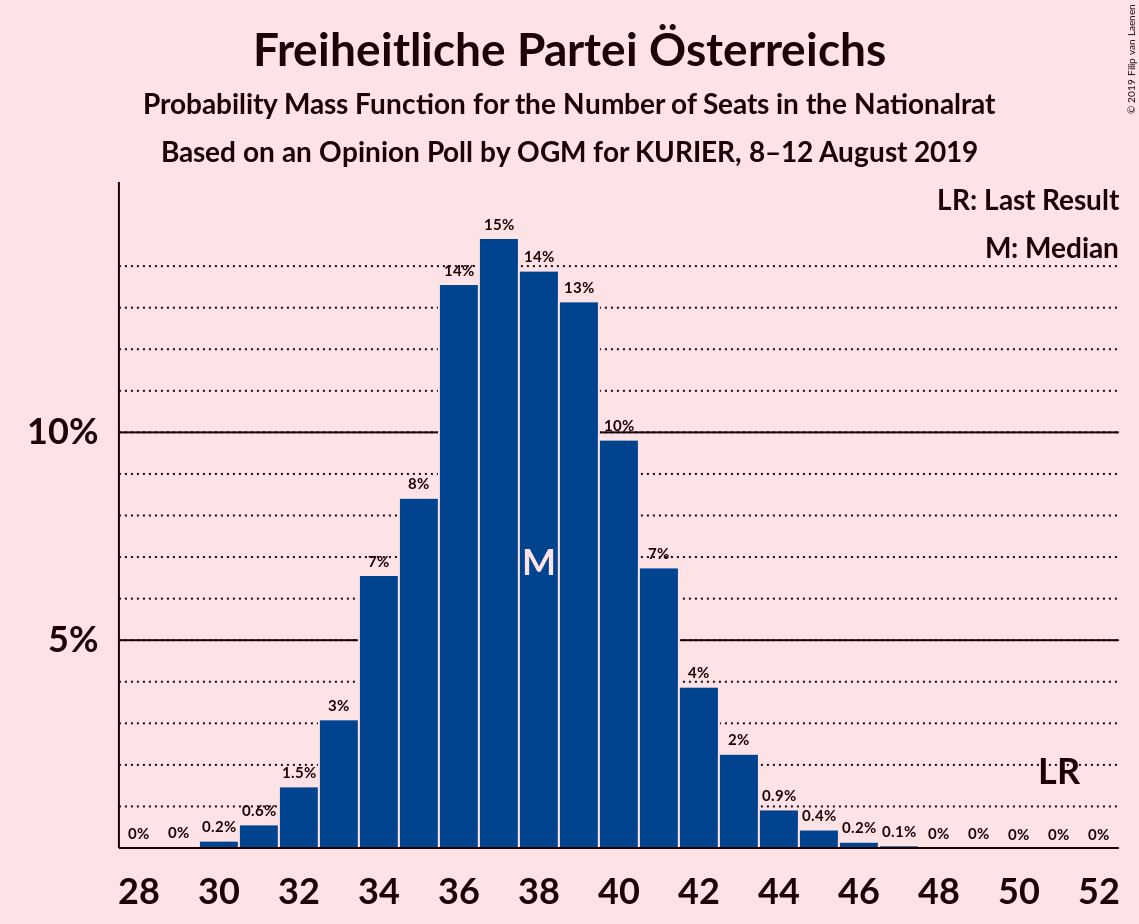 Freiheitliche Partei Österreichs
Probability Mass Function for the Number of Seats in the Nationalrat
Based on an Opinion Poll by OGM for KURIER, 8–12 August 2019
© 2019 Filip van Laenen
LR: Last Result
M: Median
15%
14%
14%
13%
10%
10%
8%
7%
7%
M
5%
4%
3%
2%
LR
1.5%
0.9%
0.6%
0.4%
0% 0% 0.2% 0.2% 0.1% 0% 0% 0% 0% 0%
28 30 32 34 36 38 40 42 44 46 48 50 52